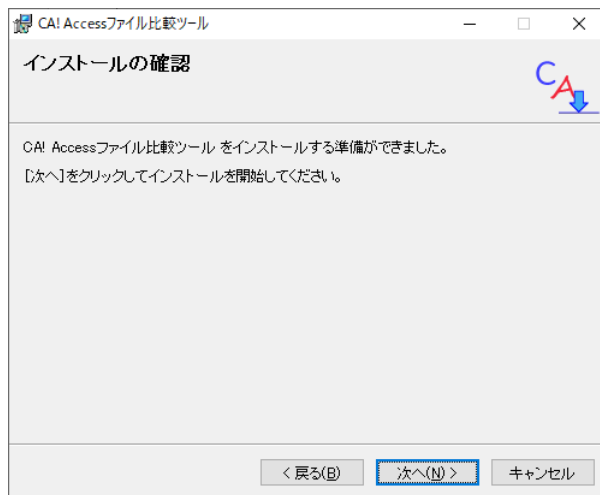 CA! Accessファイル比較ツール
インストールの確認
CA
CA! Accessファイル比較ツール をインストールする準備ができました。
[次へ]をクリックしてインストールを開始してください。
< 戻る(B)
次へ(N) >
キャンセル